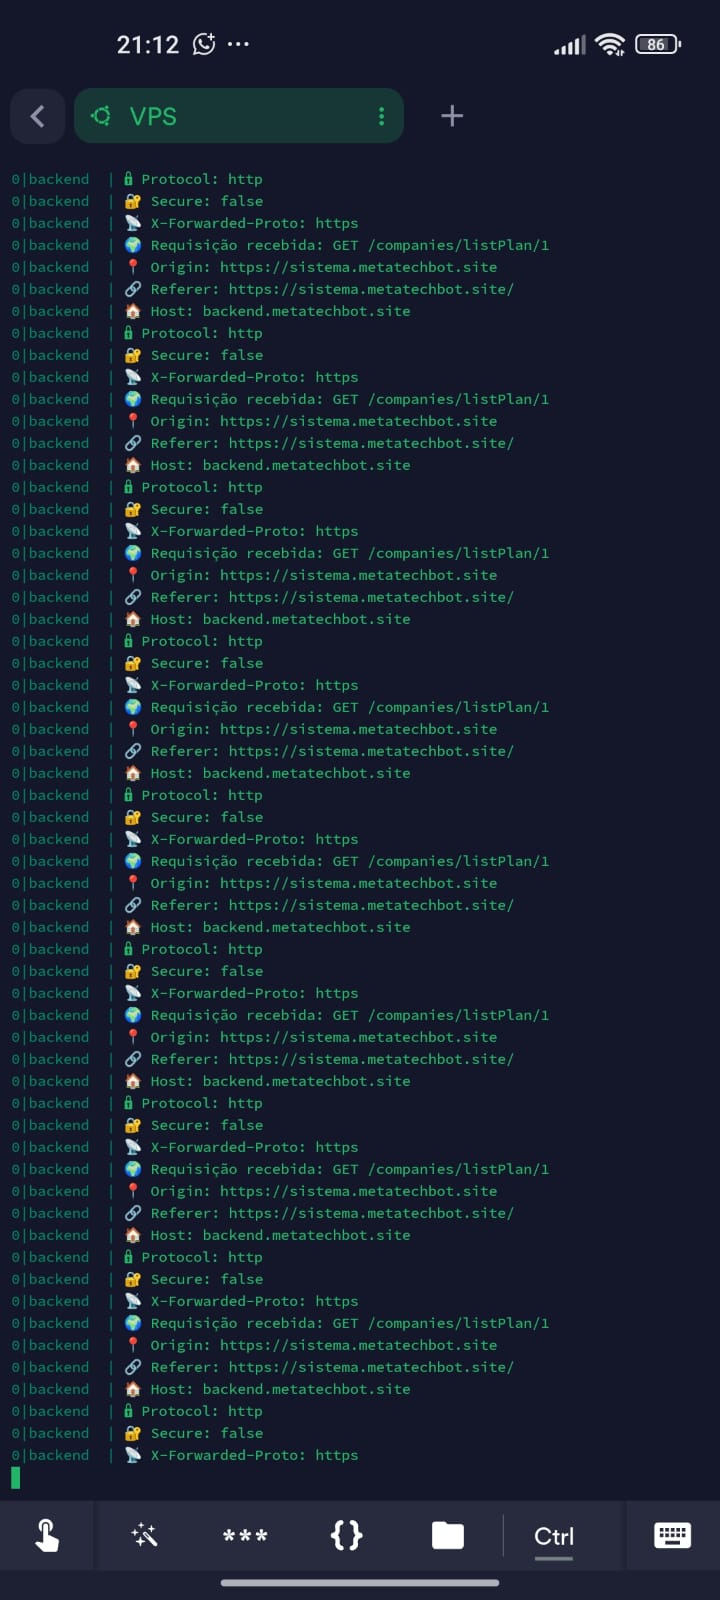 21:12 86
VPS
0|backend | 🔒 Protocol: http
0|backend | 🔐 Secure: false
0|backend | 📡 X-Forwarded-Proto: https
0|backend | 🌍 Requisição recebida: GET /companies/listPlan/1
0|backend | 📍 Origin: https://sistema.metatechbot.site
0|backend | 🔗 Referer: https://sistema.metatechbot.site/
0|backend | 🏠 Host: backend.metatechbot.site
0|backend | 🔒 Protocol: http
0|backend | 🔐 Secure: false
0|backend | 📡 X-Forwarded-Proto: https
0|backend | 🌍 Requisição recebida: GET /companies/listPlan/1
0|backend | 📍 Origin: https://sistema.metatechbot.site
0|backend | 🔗 Referer: https://sistema.metatechbot.site/
0|backend | 🏠 Host: backend.metatechbot.site
0|backend | 🔒 Protocol: http
0|backend | 🔐 Secure: false
0|backend | 📡 X-Forwarded-Proto: https
0|backend | 🌍 Requisição recebida: GET /companies/listPlan/1
0|backend | 📍 Origin: https://sistema.metatechbot.site
0|backend | 🔗 Referer: https://sistema.metatechbot.site/
0|backend | 🏠 Host: backend.metatechbot.site
0|backend | 🔒 Protocol: http
0|backend | 🔐 Secure: false
0|backend | 📡 X-Forwarded-Proto: https
0|backend | 🌍 Requisição recebida: GET /companies/listPlan/1
0|backend | 📍 Origin: https://sistema.metatechbot.site
0|backend | 🔗 Referer: https://sistema.metatechbot.site/
0|backend | 🏠 Host: backend.metatechbot.site
0|backend | 🔒 Protocol: http
0|backend | 🔐 Secure: false
0|backend | 📡 X-Forwarded-Proto: https
0|backend | 🌍 Requisição recebida: GET /companies/listPlan/1
0|backend | 📍 Origin: https://sistema.metatechbot.site
0|backend | 🔗 Referer: https://sistema.metatechbot.site/
0|backend | 🏠 Host: backend.metatechbot.site
0|backend | 🔒 Protocol: http
0|backend | 🔐 Secure: false
0|backend | 📡 X-Forwarded-Proto: https
0|backend | 🌍 Requisição recebida: GET /companies/listPlan/1
0|backend | 📍 Origin: https://sistema.metatechbot.site
0|backend | 🔗 Referer: https://sistema.metatechbot.site/
0|backend | 🏠 Host: backend.metatechbot.site
0|backend | 🔒 Protocol: http
0|backend | 🔐 Secure: false
0|backend | 📡 X-Forwarded-Proto: https
0|backend | 🌍 Requisição recebida: GET /companies/listPlan/1
0|backend | 📍 Origin: https://sistema.metatechbot.site
0|backend | 🔗 Referer: https://sistema.metatechbot.site/
0|backend | 🏠 Host: backend.metatechbot.site
0|backend | 🔒 Protocol: http
0|backend | 🔐 Secure: false
0|backend | 📡 X-Forwarded-Proto: https
0|backend | 🌍 Requisição recebida: GET /companies/listPlan/1
0|backend | 📍 Origin: https://sistema.metatechbot.site
0|backend | 🔗 Referer: https://sistema.metatechbot.site/
0|backend | 🏠 Host: backend.metatechbot.site
0|backend | 🔒 Protocol: http
0|backend | 🔐 Secure: false
0|backend | 📡 X-Forwarded-Proto: https
*** {} Ctrl